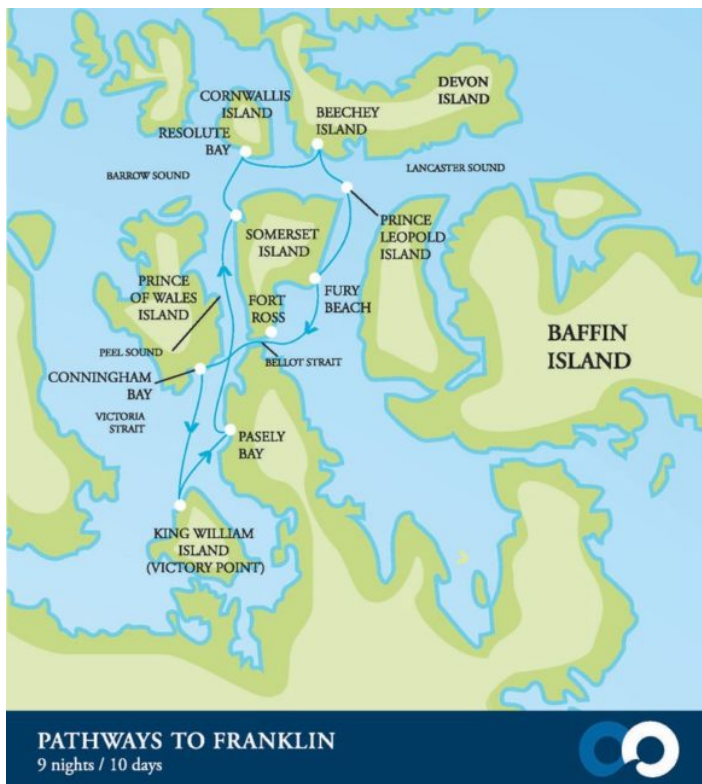 DEVON
ISLAND
CORNWALLIS
ISLAND
BEECHEY
ISLAND
RESOLUTE
BAY
BARROW SOUND
LANCASTER SOUND
PRINCE
LEOPOLD
ISLAND
SOMERSET
ISLAND
PRINCE
OF WALES
ISLAND
FURY
BEACH
FORT
ROSS
BAFFIN
ISLAND
PEEL SOUND
BELLOT STRAIT
CONNINGHAM
BAY
VICTORIA
STRAIT
PASELY
BAY
KING WILLIAM
ISLAND
(VICTORY POINT)
PATHWAYS TO FRANKLIN
9 nights / 10 days